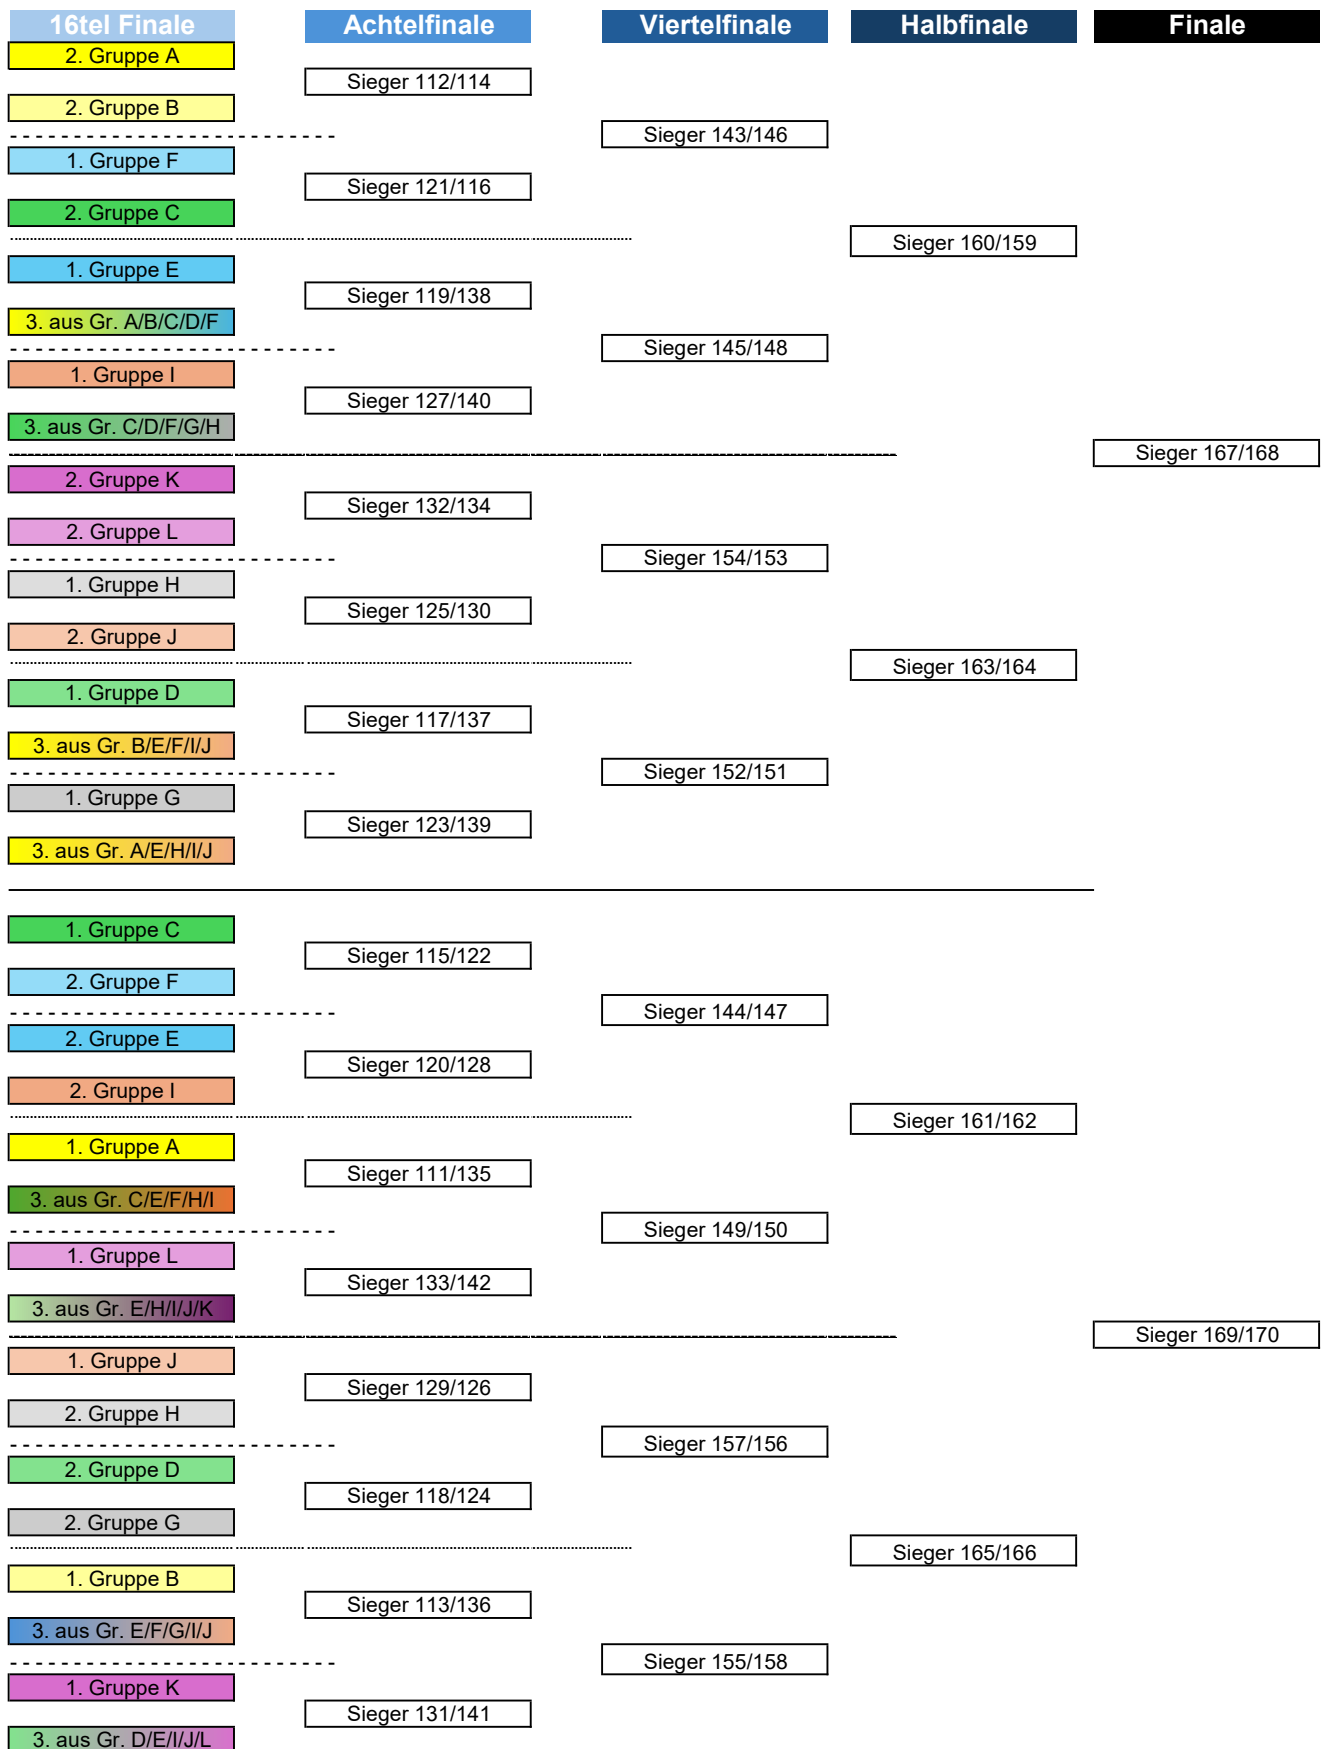 16tel Finale Achtelfinale Viertelfinale Halbfinale Finale
2. Gruppe A
Sieger 112/114
2. Gruppe B
Sieger 143/146
1. Gruppe F
Sieger 121/116
2. Gruppe C
Sieger 160/159
1. Gruppe E
Sieger 119/138
3. aus Gr. A/B/C/D/F
Sieger 145/148
1. Gruppe I
Sieger 127/140
3. aus Gr. C/D/F/G/H
Sieger 167/168
2. Gruppe K
Sieger 132/134
2. Gruppe L
Sieger 154/153
1. Gruppe H
Sieger 125/130
2. Gruppe J
Sieger 163/164
1. Gruppe D
Sieger 117/137
3. aus Gr. B/E/F/I/J
Sieger 152/151
1. Gruppe G
Sieger 123/139
3. aus Gr. A/E/H/I/J
1. Gruppe C
Sieger 115/122
2. Gruppe F
Sieger 144/147
2. Gruppe E
Sieger 120/128
2. Gruppe I
Sieger 161/162
1. Gruppe A
Sieger 111/135
3. aus Gr. C/E/F/H/I
Sieger 149/150
1. Gruppe L
Sieger 133/142
3. aus Gr. E/H/I/J/K
Sieger 169/170
1. Gruppe J
Sieger 129/126
2. Gruppe H
Sieger 157/156
2. Gruppe D
Sieger 118/124
2. Gruppe G
Sieger 165/166
1. Gruppe B
Sieger 113/136
3. aus Gr. E/F/G/I/J
Sieger 155/158
1. Gruppe K
Sieger 131/141
3. aus Gr. D/E/I/J/L